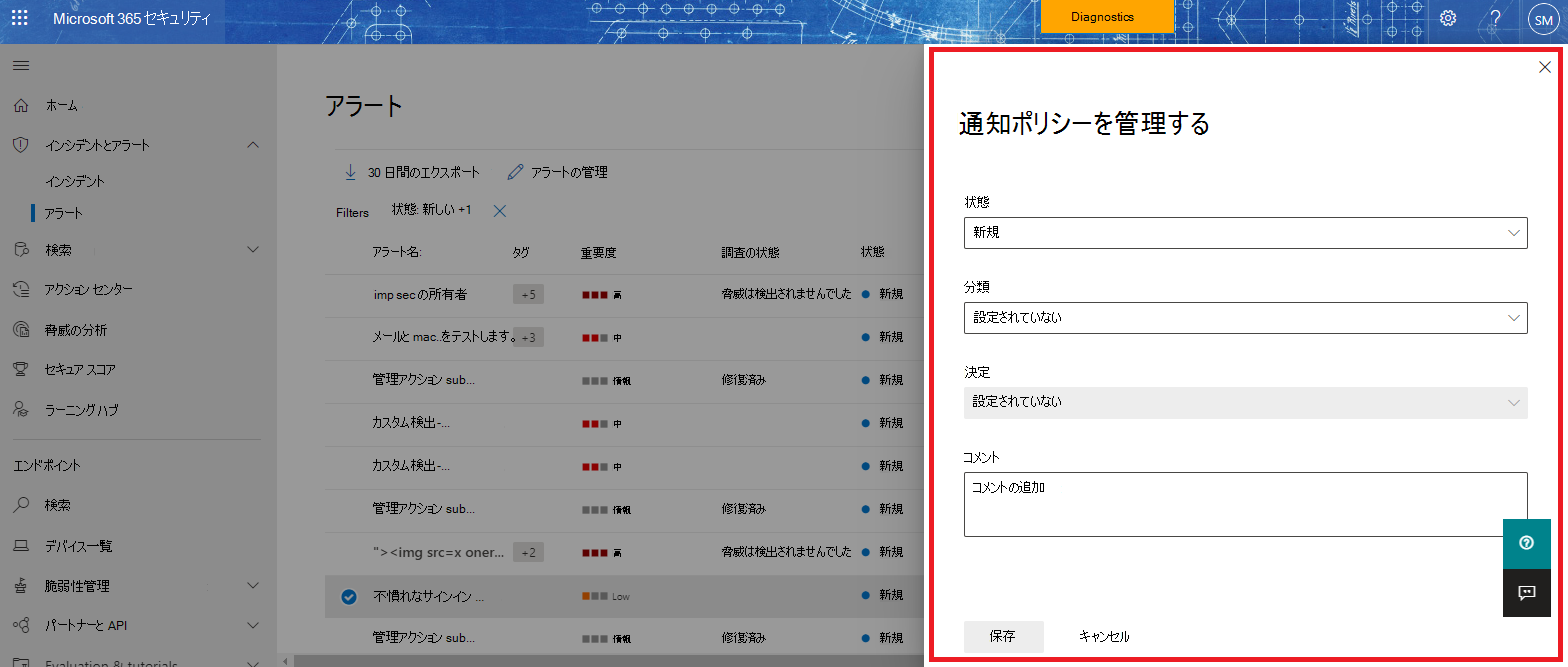 Microsoft 365 セキュリティ
Diagnostics
?
SM
ホーム
インシデントとアラート
インシデント
アラート
検索
アクション センター
脅威の分析
セキュア スコア
ラーニング ハブ
エンドポイント
検索
デバイス一覧
脆弱性管理
パートナーと API
Evaluation & tutorials
アラート
30 日間のエクスポート アラートの管理
Filters 状態: 新しい +1
アラート名: タグ 重要度 調査の状態 状態
imp sec の所有者 +5 高 脅威は検出されませんでした 新規
メールと mac..をテストします。 +3 中 新規
管理アクション sub... 情報 修復済み 新規
カスタム検出-... 中 新規
カスタム検出-... 中 新規
管理アクション sub... 情報 修復済み 新規
"><img src=x oner... +2 高 脅威は検出されませんでした 新規
不慣れなサインイン ... Low 新規
管理アクション sub... 情報 修復済み 新規
通知ポリシーを管理する
状態
新規
分類
設定されていない
決定
設定されていない
コメント
コメントの追加
保存 キャンセル